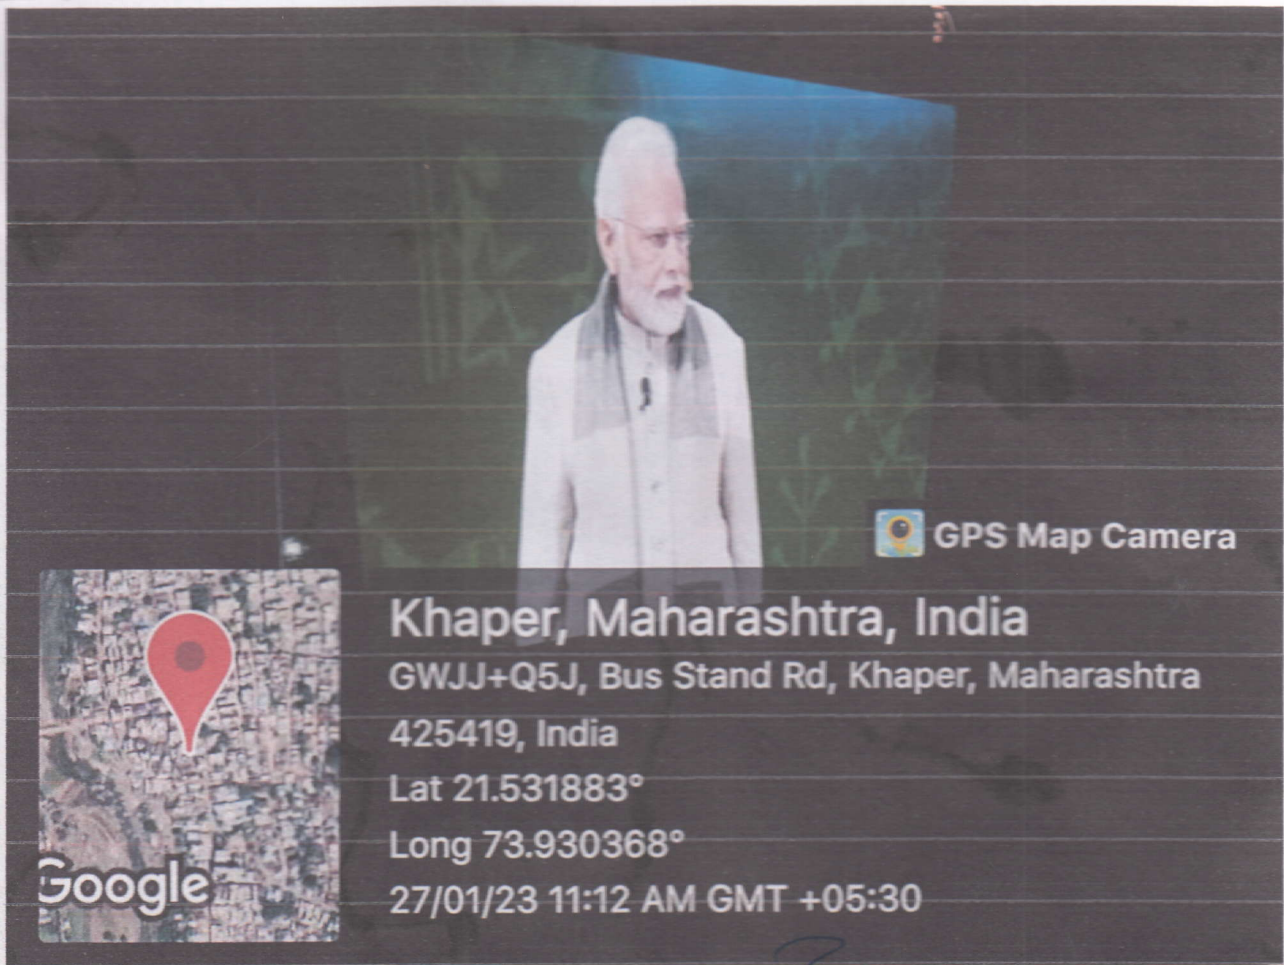 GPS Map Camera
Khaper, Maharashtra, India
GWJJ+Q5J, Bus Stand Rd, Khaper, Maharashtra
425419, India
Lat 21.531883°
Long 73.930368°
27/01/23 11:12 AM GMT +05:30
Google